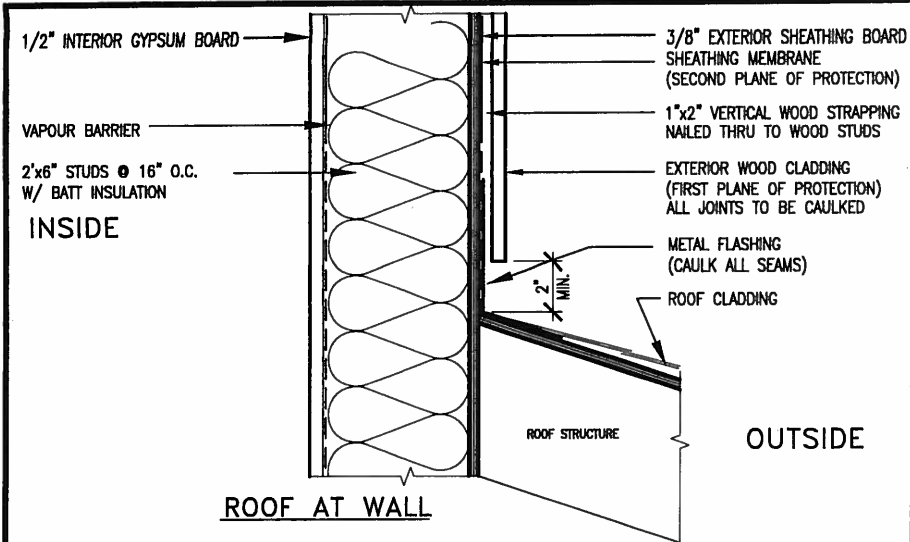 1/2" INTERIOR GYPSUM BOARD
VAPOUR BARRIER
2'x6" STUDS @ 16" O.C.
W/ BATT INSULATION
INSIDE
3/8" EXTERIOR SHEATHING BOARD
SHEATHING MEMBRANE
(SECOND PLANE OF PROTECTION)
1"x2" VERTICAL WOOD STRAPPING
NAILED THRU TO WOOD STUDS
EXTERIOR WOOD CLADDING
(FIRST PLANE OF PROTECTION)
ALL JOINTS TO BE CAULKED
METAL FLASHING
(CAULK ALL SEAMS)
2"
MIN.
ROOF CLADDING
ROOF STRUCTURE
OUTSIDE
ROOF AT WALL